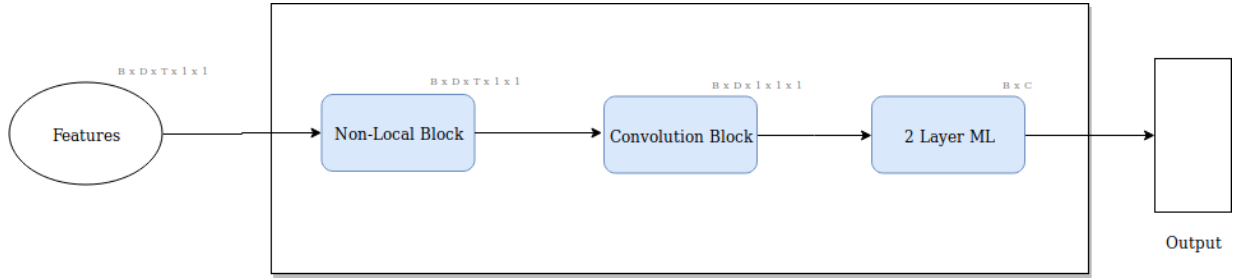 B x D x T x 1 x 1
Features
B x D x T x 1 x 1
Non-Local Block
B x D x 1 x 1 x 1
Convolution Block
B x C
2 Layer ML
Output